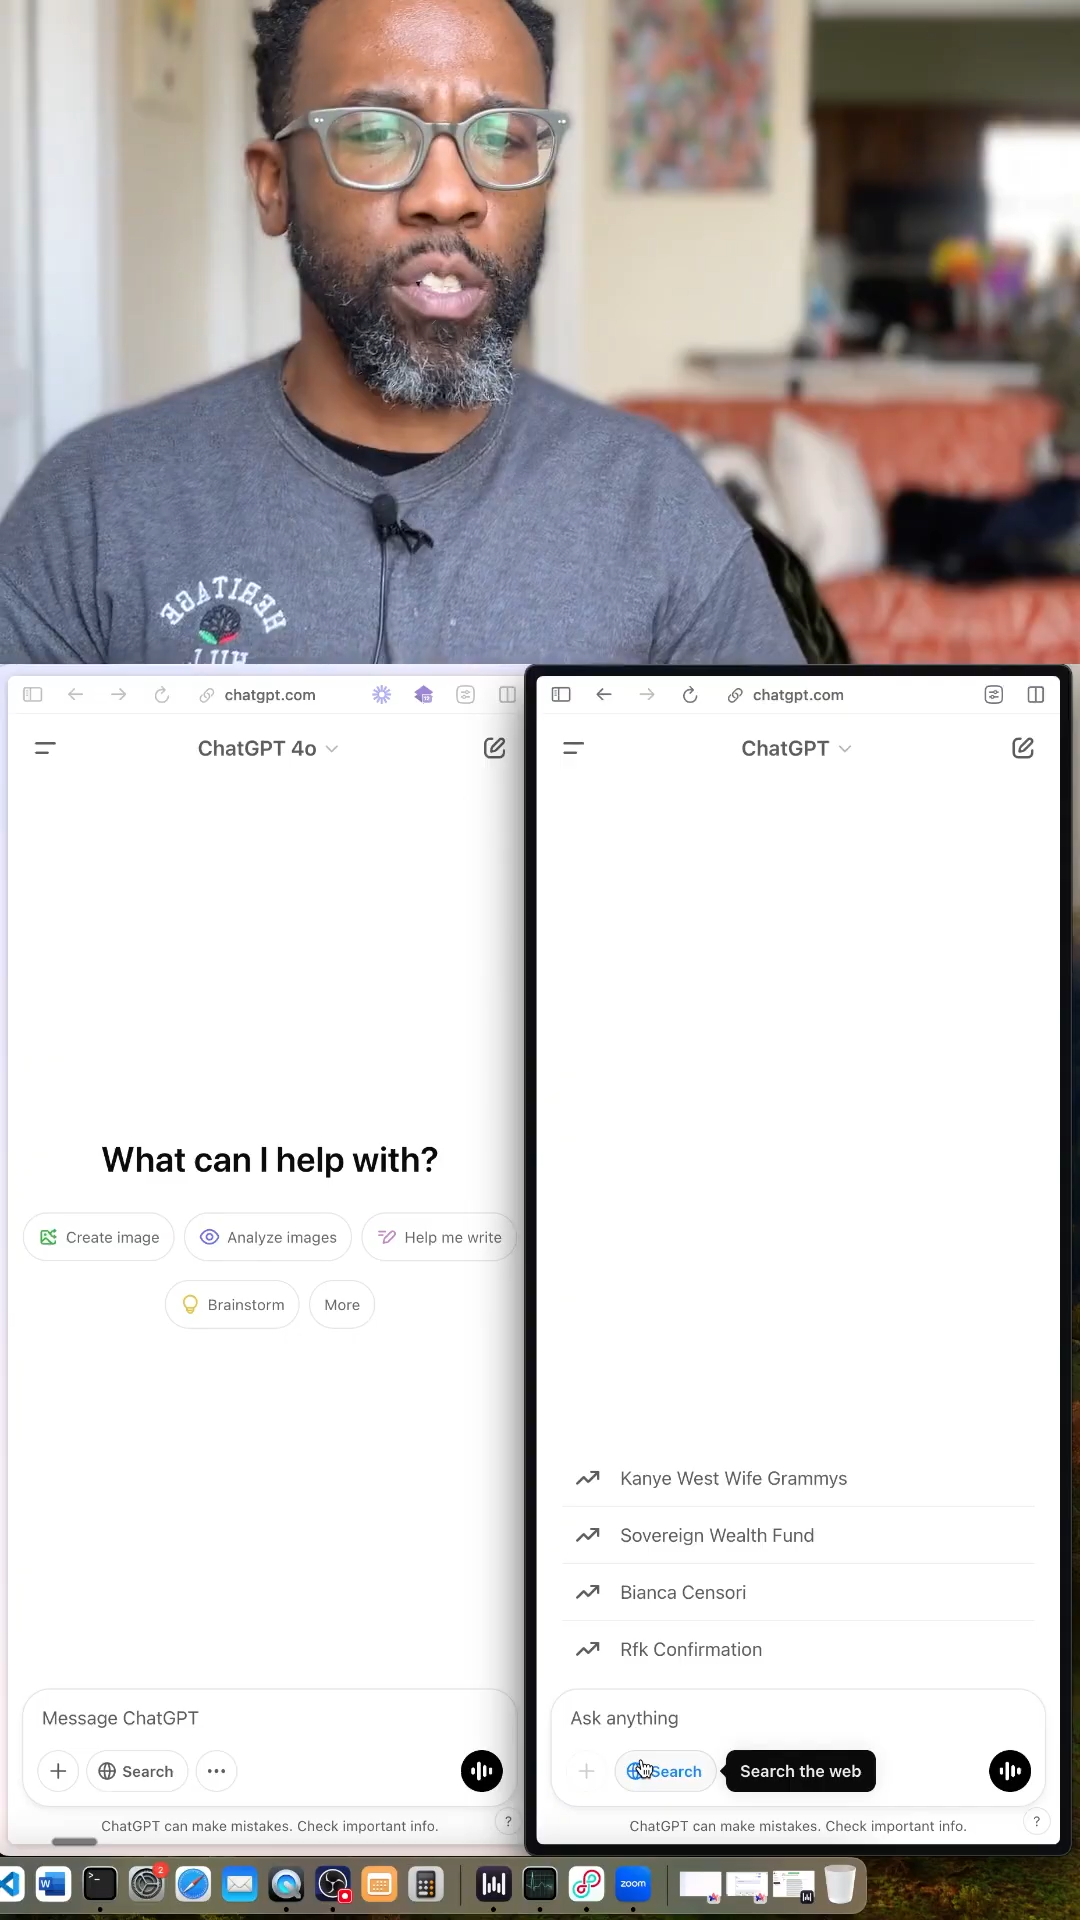 HERITAGE
HILL
chatgpt.com
ChatGPT 4o
What can I help with?
Create image
Analyze images
Help me write
Brainstorm
More
Message ChatGPT
Search
ChatGPT can make mistakes. Check important info.
?
chatgpt.com
ChatGPT
Kanye West Wife Grammys
Sovereign Wealth Fund
Bianca Censori
Rfk Confirmation
Ask anything
Search
Search the web
ChatGPT can make mistakes. Check important info.
?
W
2
zoom